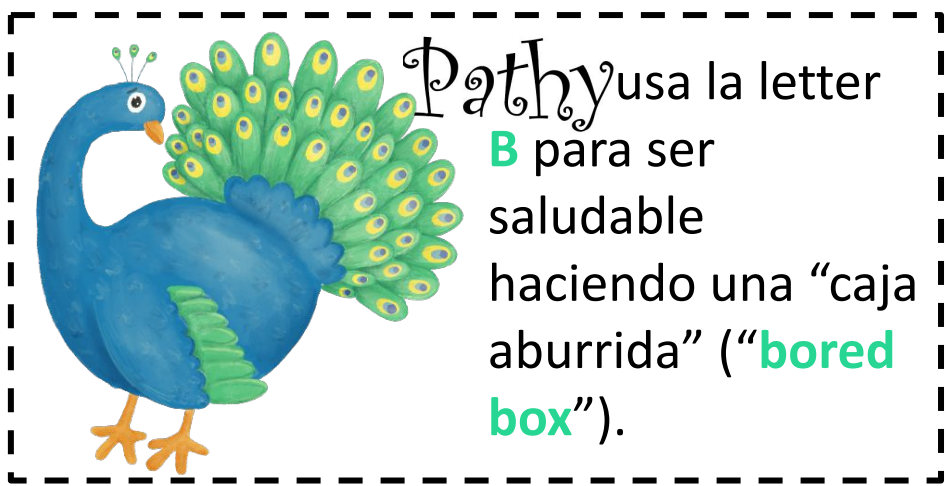 Pathy usa la letter
B para ser
saludable
haciendo una “caja
aburrida” (“bored
box”).